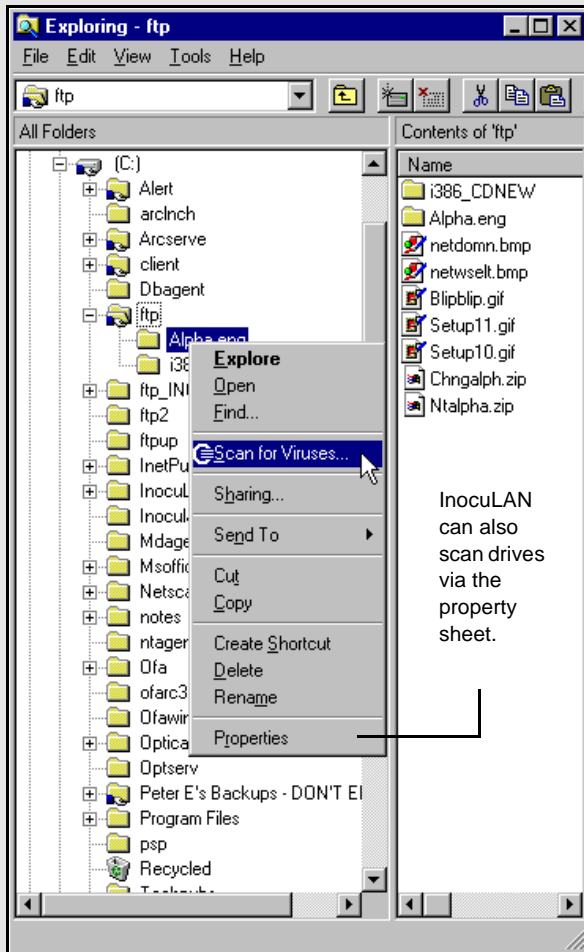 Exploring - ftp
File Edit View Tools Help
ftp
All Folders
Contents of 'ftp'
(C:)
Alert
arcInch
Arcserve
client
Dbagent
ftp
Alpha.eng
ftp2
ftpup
notes
Ofa
Optserv
Peter E's Backups - DON'T
Program Files
psp
Recycled
Explore
Open
Find...
Scan for Viruses...
Sharing...
Send To
Cut
Copy
Create Shortcut
Delete
Rename
Properties
Name
i386_CDNEW
Alpha.eng
netdomn.bmp
netwselt.bmp
Blipblip.gif
Setup11.gif
Setup10.gif
Chngalph.zip
Ntalpha.zip
InocuLAN
can also
scan drives
via the
property
sheet.